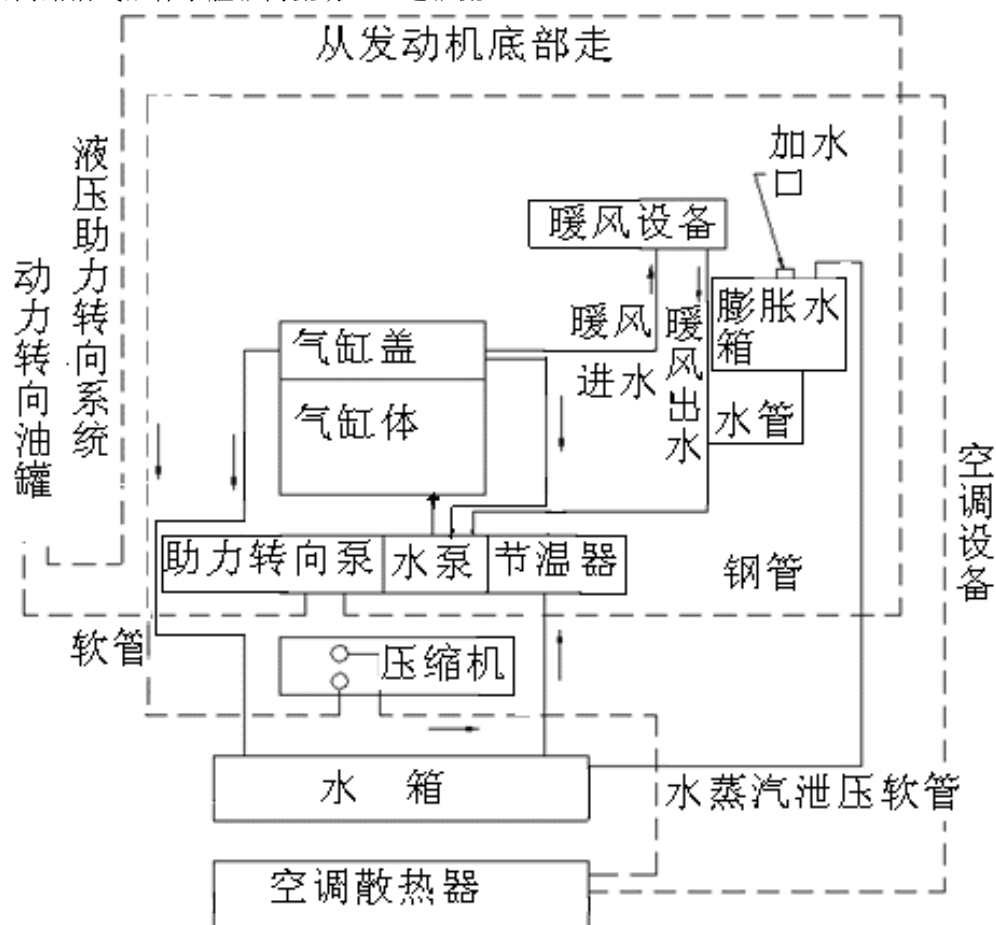 从发动机底部走
加水
口
液压助力转向系统
动力转向油罐
暖风设备
膨胀水
箱
暖风
进水
暖风出水
水管
气缸盖
气缸体
空调设备
助力转向泵
水泵
节温器
钢管
软管
压缩机
水箱
水蒸汽泄压软管
空调散热器